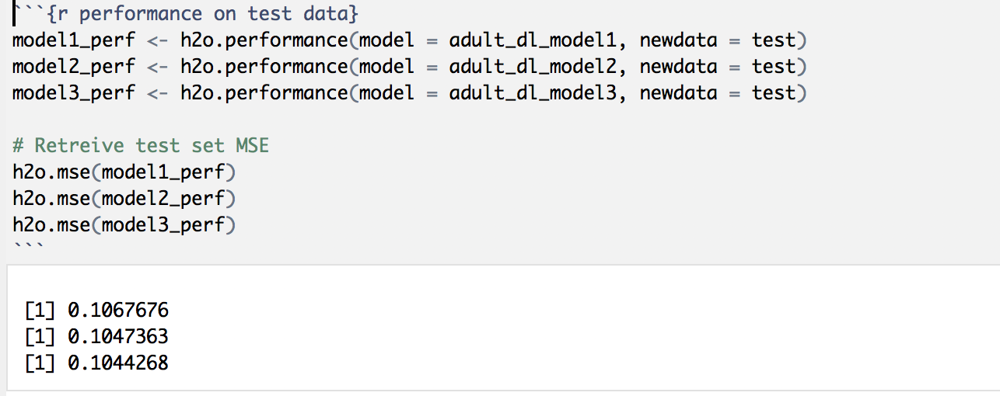 ```{r performance on test data}
model1_perf <- h2o.performance(model = adult_dl_model1, newdata = test)
model2_perf <- h2o.performance(model = adult_dl_model2, newdata = test)
model3_perf <- h2o.performance(model = adult_dl_model3, newdata = test)
# Retreive test set MSE
h2o.mse(model1_perf)
h2o.mse(model2_perf)
h2o.mse(model3_perf)
```
[1] 0.1067676
[1] 0.1047363
[1] 0.1044268